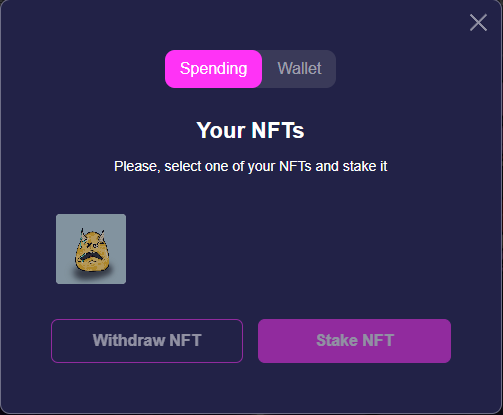 Spending Wallet
Your NFTs
Please, select one of your NFTs and stake it
Withdraw NFT Stake NFT